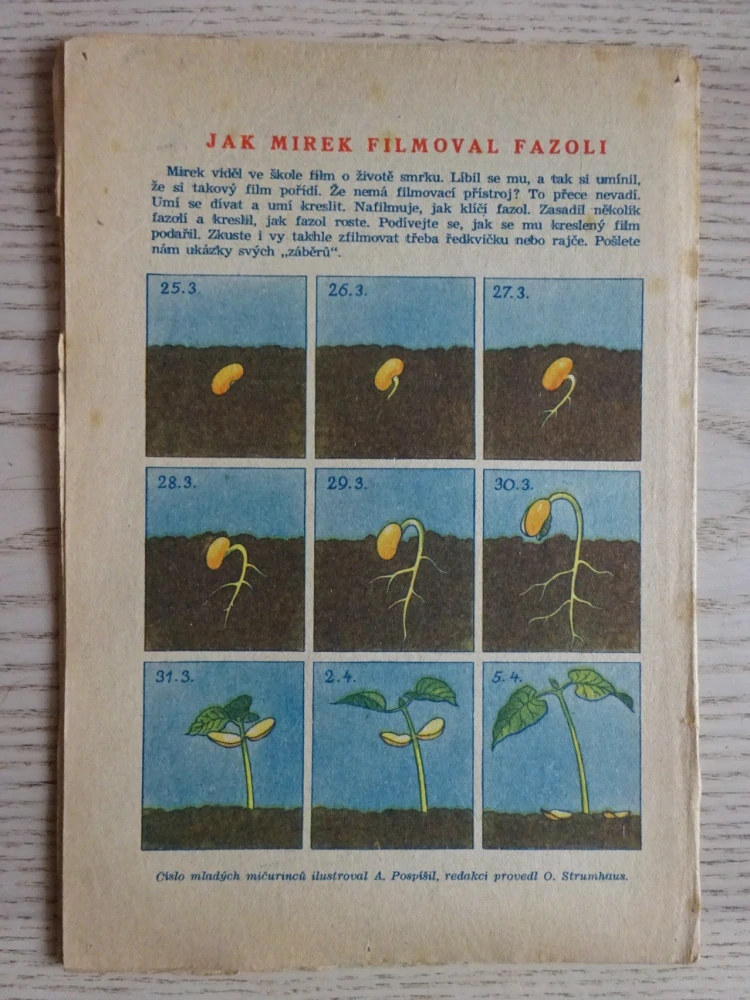 JAK MIREK FILMOVAL FAZOLI
Mirek viděl ve škole film o životě smrku. Líbil se mu, a tak si umínil,
že si takový film pořídí. Že nemá filmovací přístroj? To přece nevadí.
Umí se dívat a umí kreslit. Nafilmuje, jak klíčí fazol. Zasadil několik
fazolí a kreslil, jak fazol roste. Podívejte se, jak se mu kreslený film
podařil. Zkuste i vy takhle zfilmovat třeba ředkvičku nebo rajče. Pošlete
nám ukázky svých „záběrů“.
25.3.
26.3.
27.3.
28.3.
29.3.
30.3.
31.3.
2.4.
5.4.
Číslo mladých mičurinců ilustroval A. Pospíšil, redakci provedl O. Strumhaus.